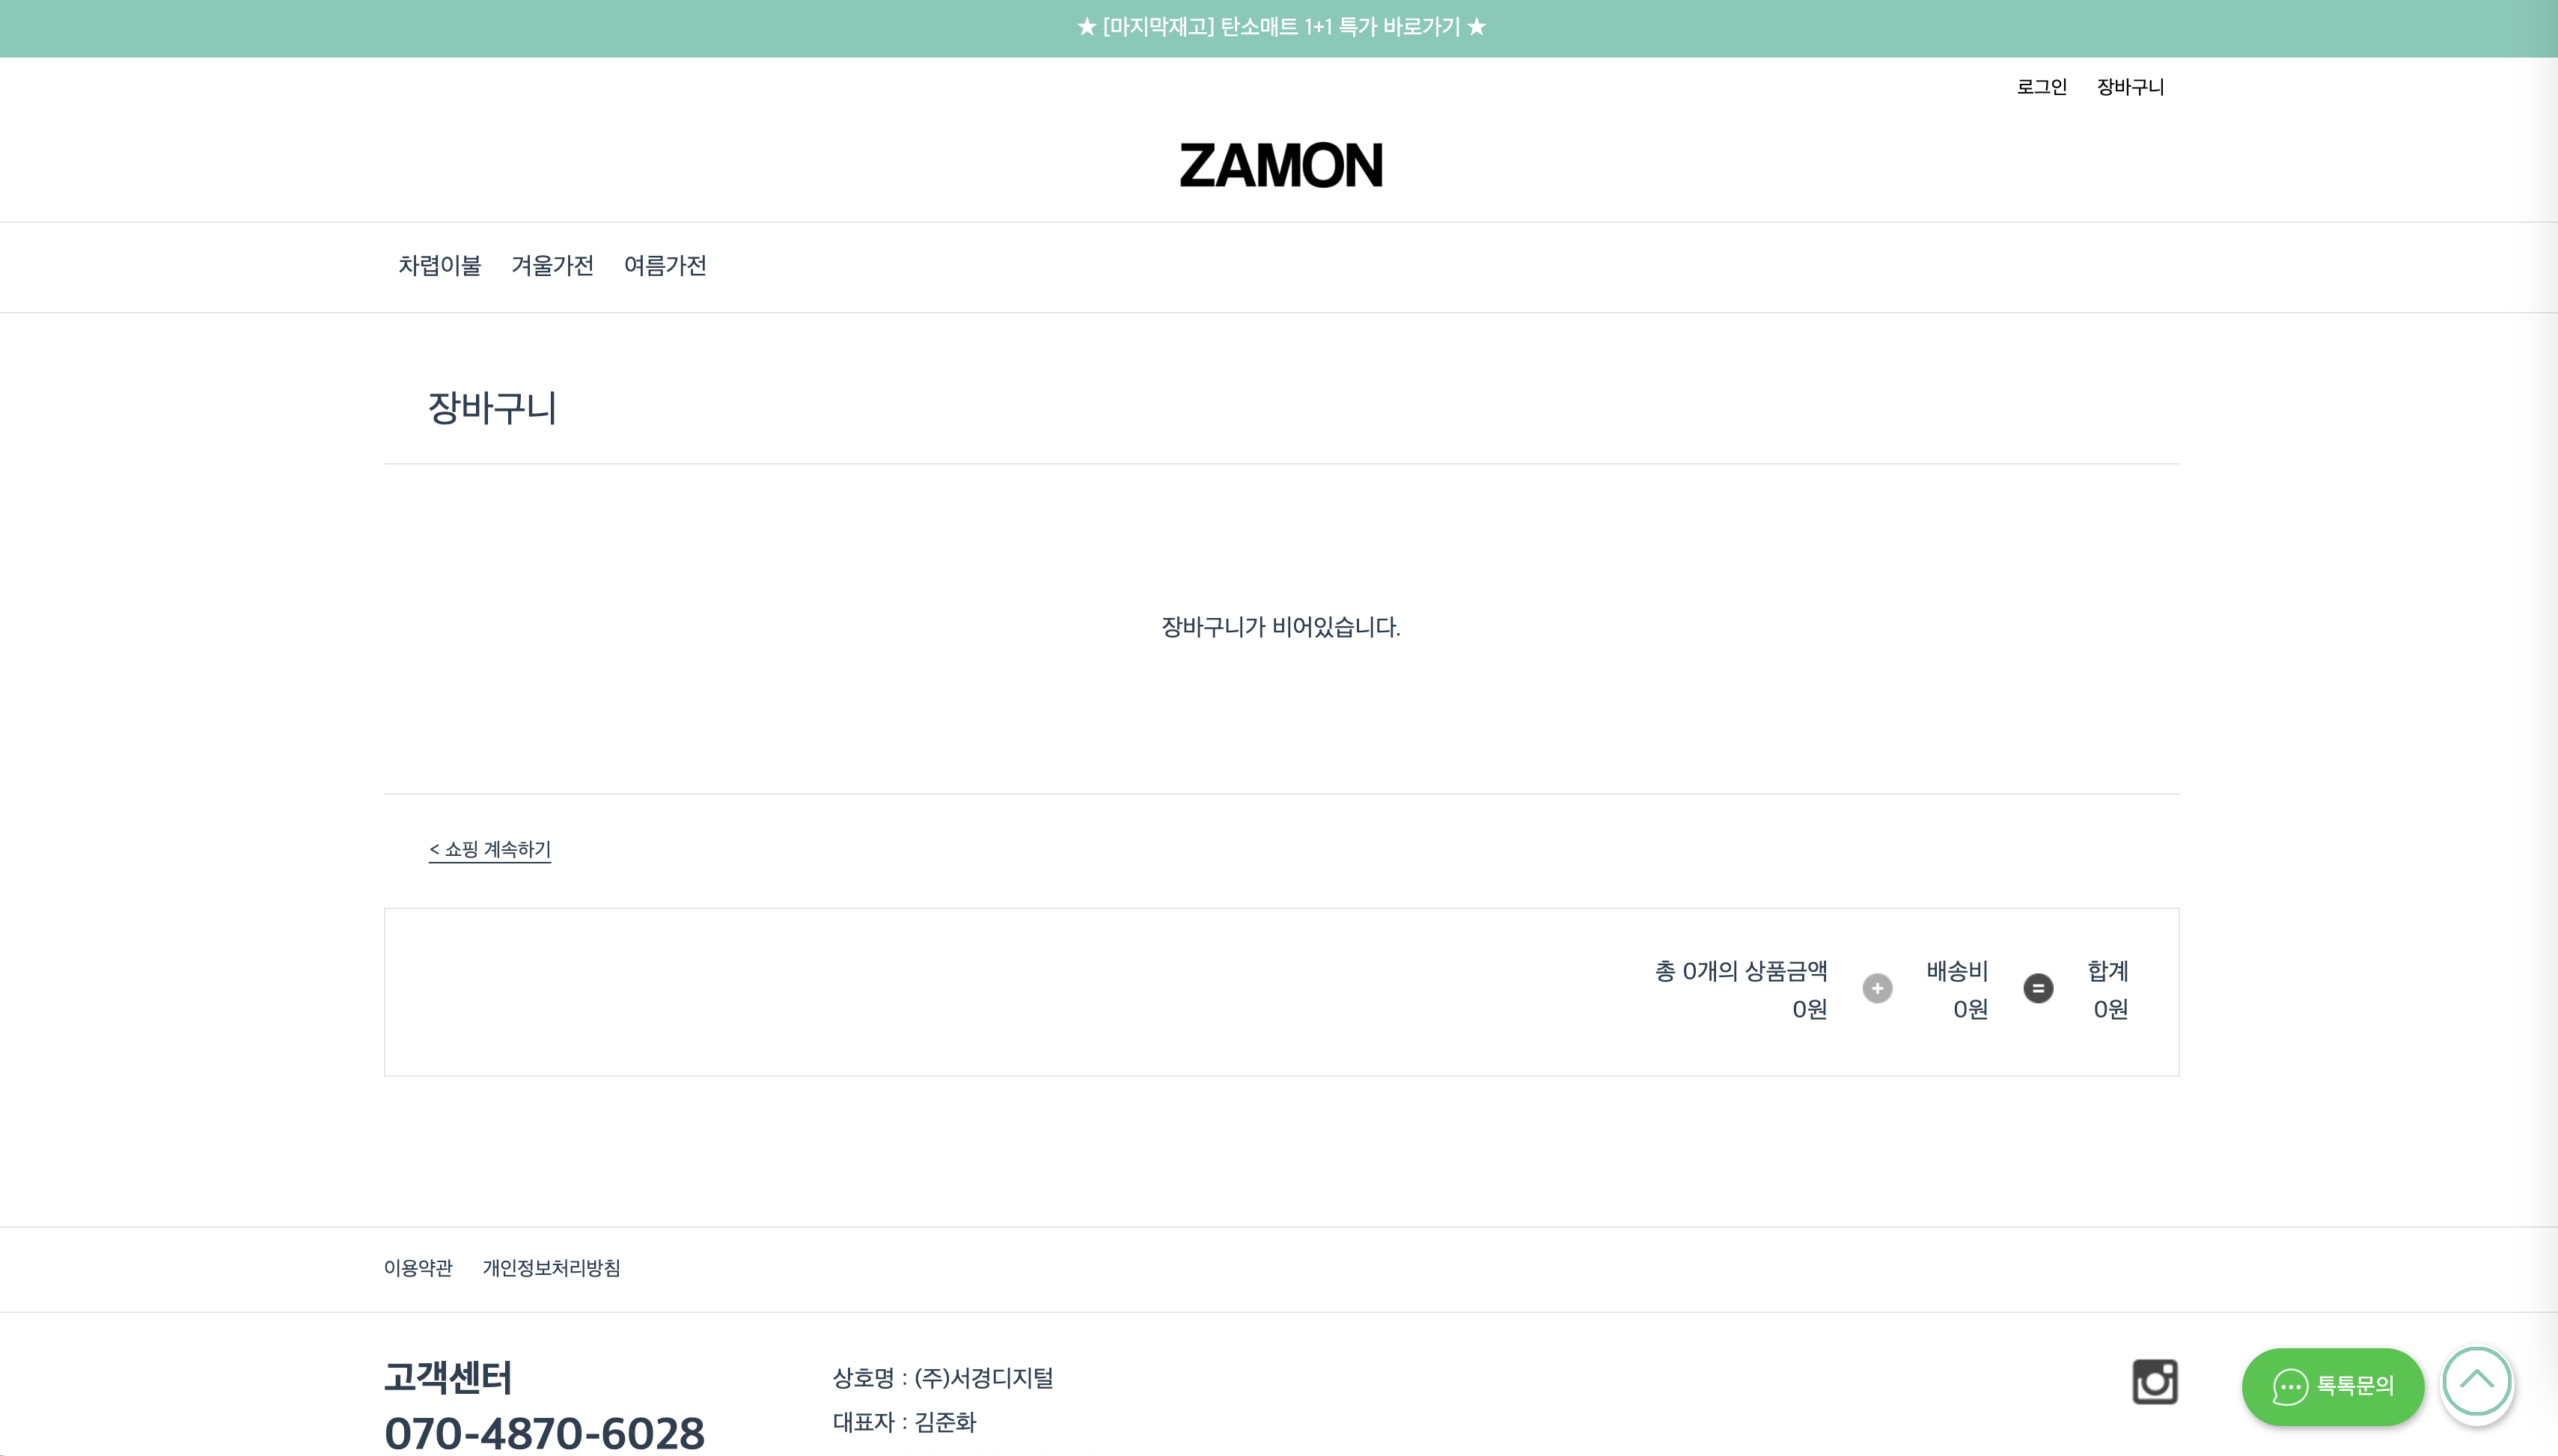 ★ [마지막재고] 탄소매트 1+1 특가 바로가기 ★
로그인 장바구니
ZAMON
차렵이불 겨울가전 여름가전
장바구니
장바구니가 비어있습니다.
< 쇼핑 계속하기
총 0개의 상품금액 + 배송비 = 합계
0원 0원 0원
이용약관 개인정보처리방침
고객센터
070-4870-6028
상호명 : (주)서경디지털
대표자 : 김준화
톡톡문의